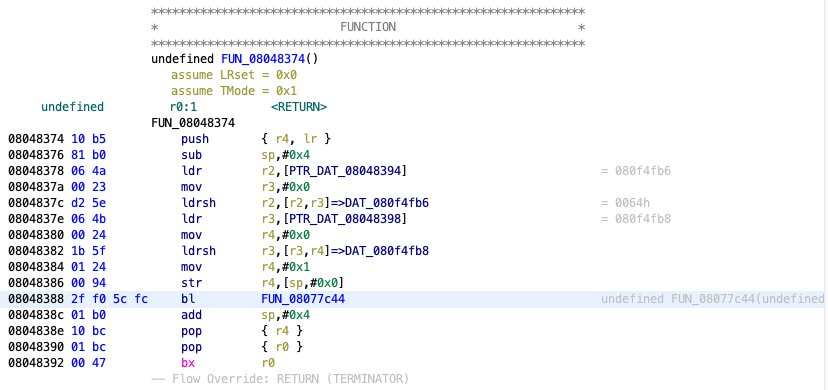 **************************************************************
*                          FUNCTION                          *
**************************************************************
undefined FUN_08048374()
assume LRset = 0x0
assume TMode = 0x1
undefined r0:1 <RETURN>
FUN_08048374
08048374 10 b5 push { r4, lr }
08048376 81 b0 sub sp,#0x4
08048378 06 4a ldr r2,[PTR_DAT_08048394] = 080f4fb6
0804837a 00 23 mov r3,#0x0
0804837c d2 5e ldrsh r2,[r2,r3]=>DAT_080f4fb6 = 0064h
0804837e 06 4b ldr r3,[PTR_DAT_08048398] = 080f4fb8
08048380 00 24 mov r4,#0x0
08048382 1b 5f ldrsh r3,[r3,r4]=>DAT_080f4fb8
08048384 01 24 mov r4,#0x1
08048386 00 94 str r4,[sp,#0x0]
08048388 2f f0 5c fc bl FUN_08077c44 undefined FUN_08077c44(undefined
0804838c 01 b0 add sp,#0x4
0804838e 10 bc pop { r4 }
08048390 01 bc pop { r0 }
08048392 00 47 bx r0
-- Flow Override: RETURN (TERMINATOR)